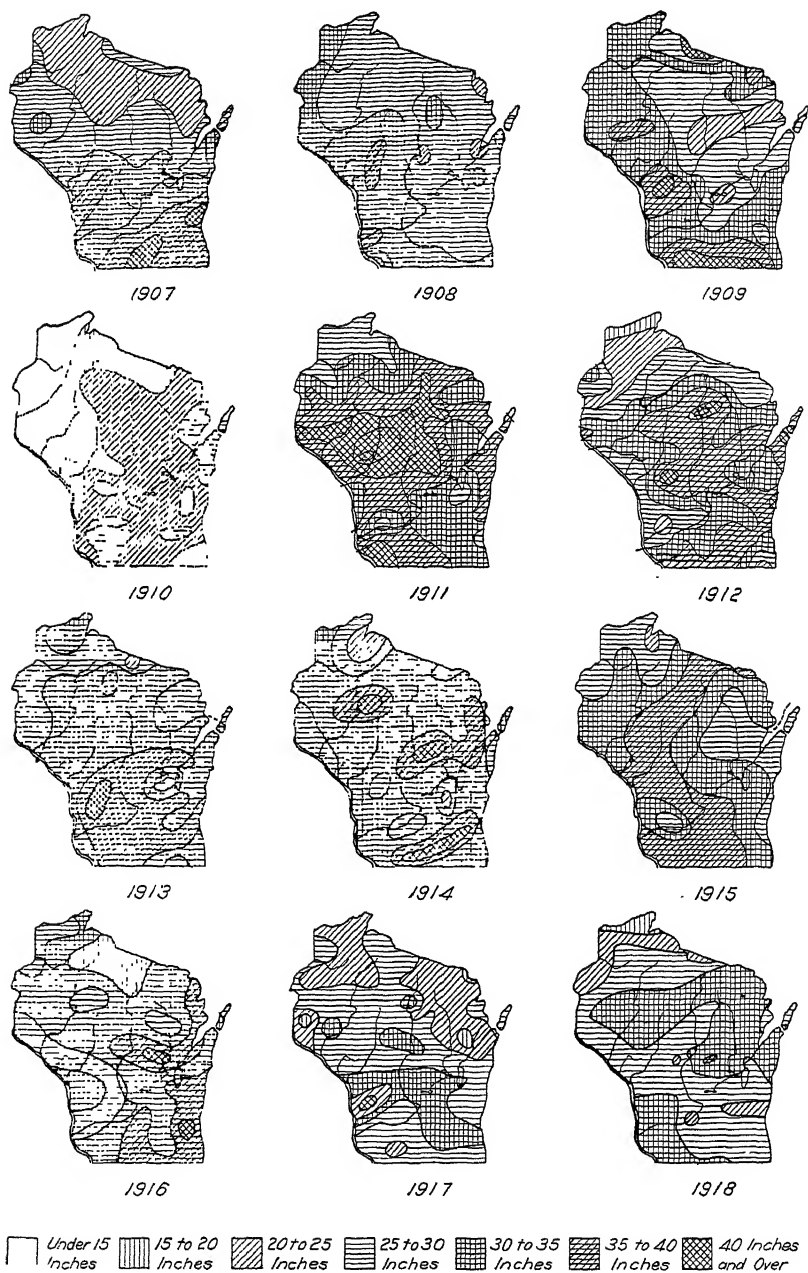 1907 1908 1909
1910 1911 1912
1913 1914 1915
1916 1917 1918
Under 15 15 to 20 20 to 25 25 to 30 30 to 35 35 to 40 40 Inches
Inches Inches Inches Inches Inches Inches and Over